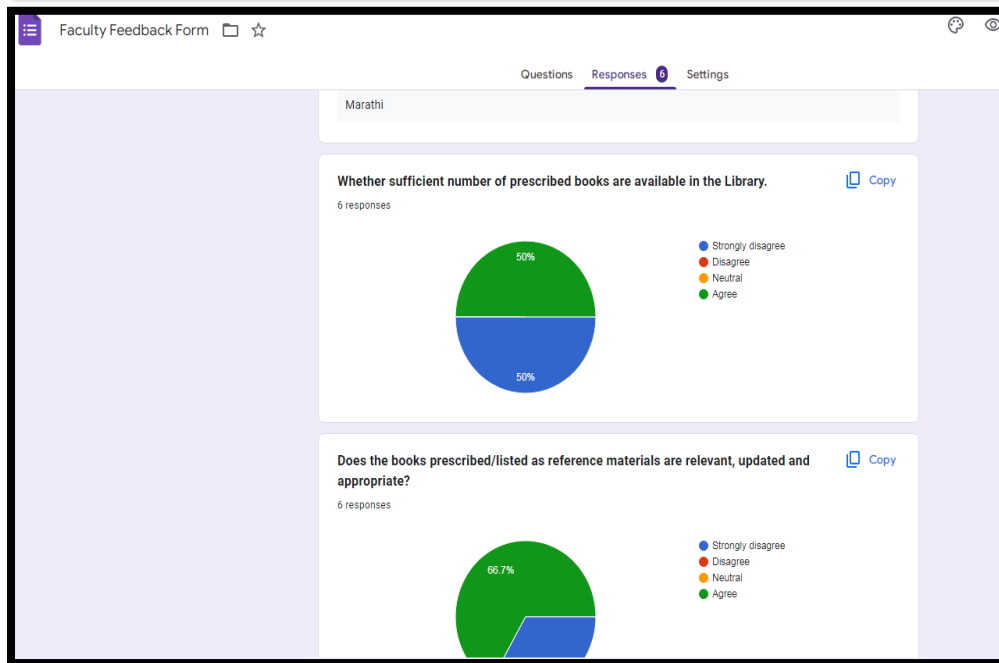 Faculty Feedback Form
Questions Responses 6 Settings
Marathi
Whether sufficient number of prescribed books are available in the Library.
Copy
6 responses
50%
50%
Strongly disagree
Disagree
Neutral
Agree
Does the books prescribed/listed as reference materials are relevant, updated and
appropriate?
Copy
6 responses
66.7%
Strongly disagree
Disagree
Neutral
Agree